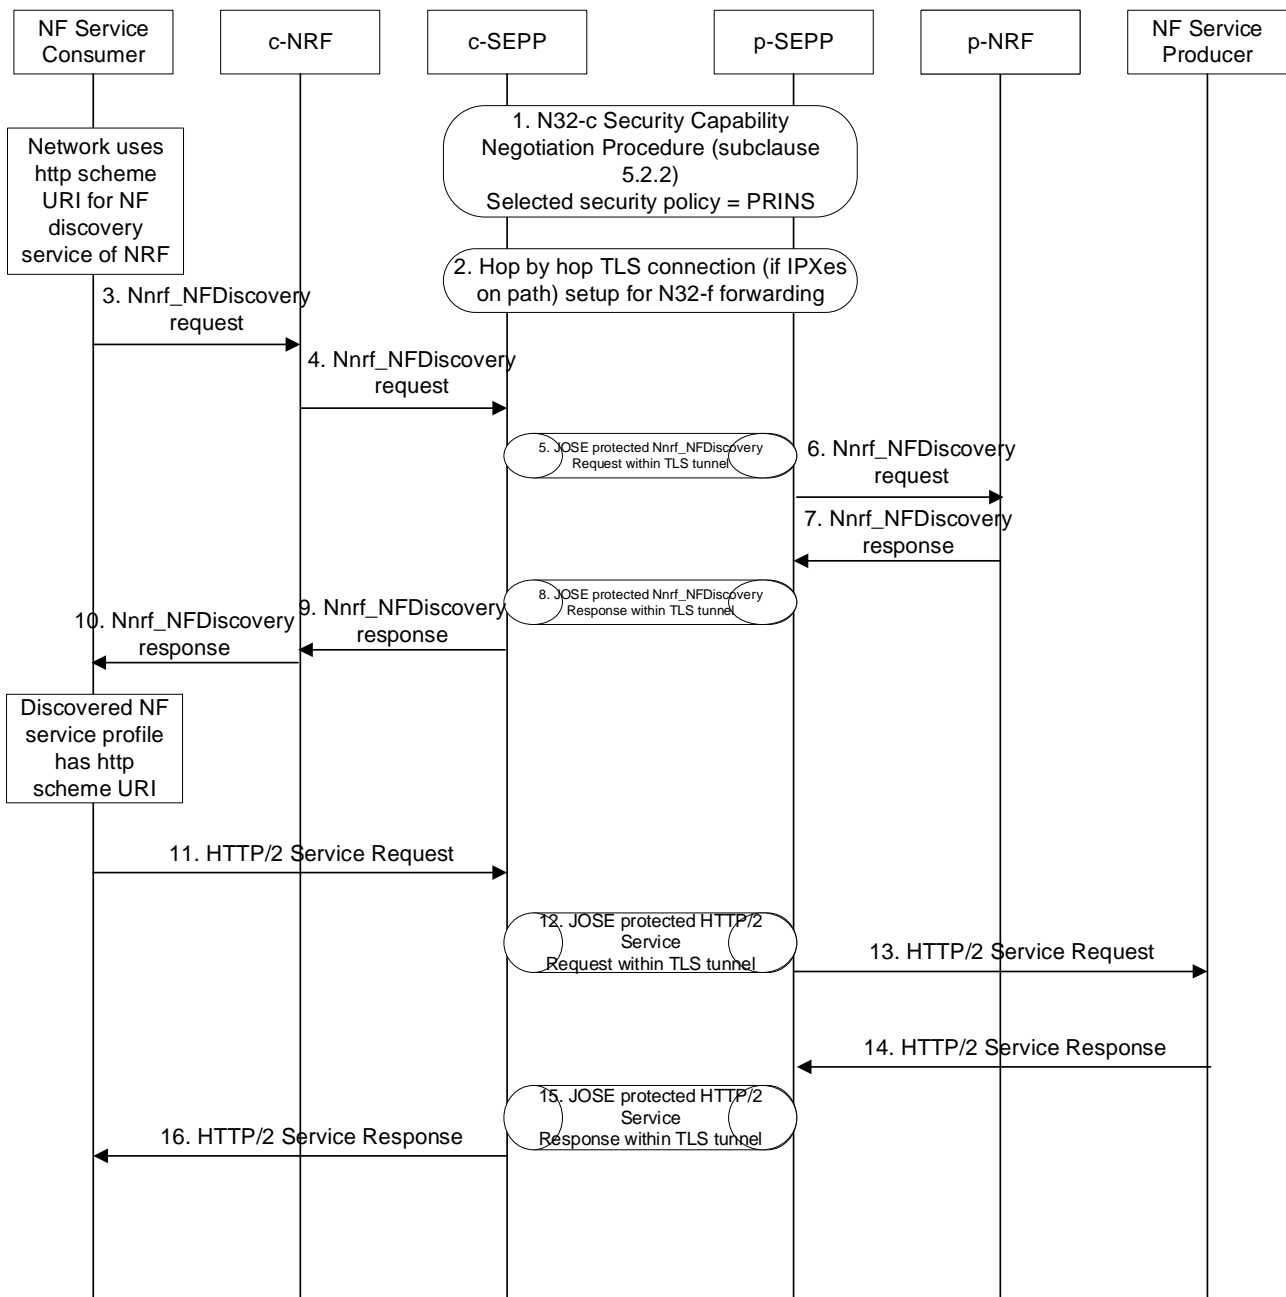 NF Service
Consumer
c-NRF
c-SEPP
p-SEPP
p-NRF
NF Service
Producer
1. N32-c Security Capability
Negotiation Procedure (subclause
5.2.2)
Selected security policy = PRINS
Network uses
http scheme
URI for NF
discovery
service of NRF
2. Hop by hop TLS connection (if IPXes
on path) setup for N32-f forwarding
3. Nnrf_NFDiscovery
request
4. Nnrf_NFDiscovery
request
5. JOSE protected Nnrf_NFDiscovery
Request within TLS tunnel
6. Nnrf_NFDiscovery
request
7. Nnrf_NFDiscovery
response
8. JOSE protected Nnrf_NFDiscovery
Response within TLS tunnel
9. Nnrf_NFDiscovery
response
10. Nnrf_NFDiscovery
response
Discovered NF
service profile
has http
scheme URI
11. HTTP/2 Service Request
12. JOSE protected HTTP/2
Service
Request within TLS tunnel
13. HTTP/2 Service Request
14. HTTP/2 Service Response
15. JOSE protected HTTP/2
Service
Response within TLS tunnel
16. HTTP/2 Service Response